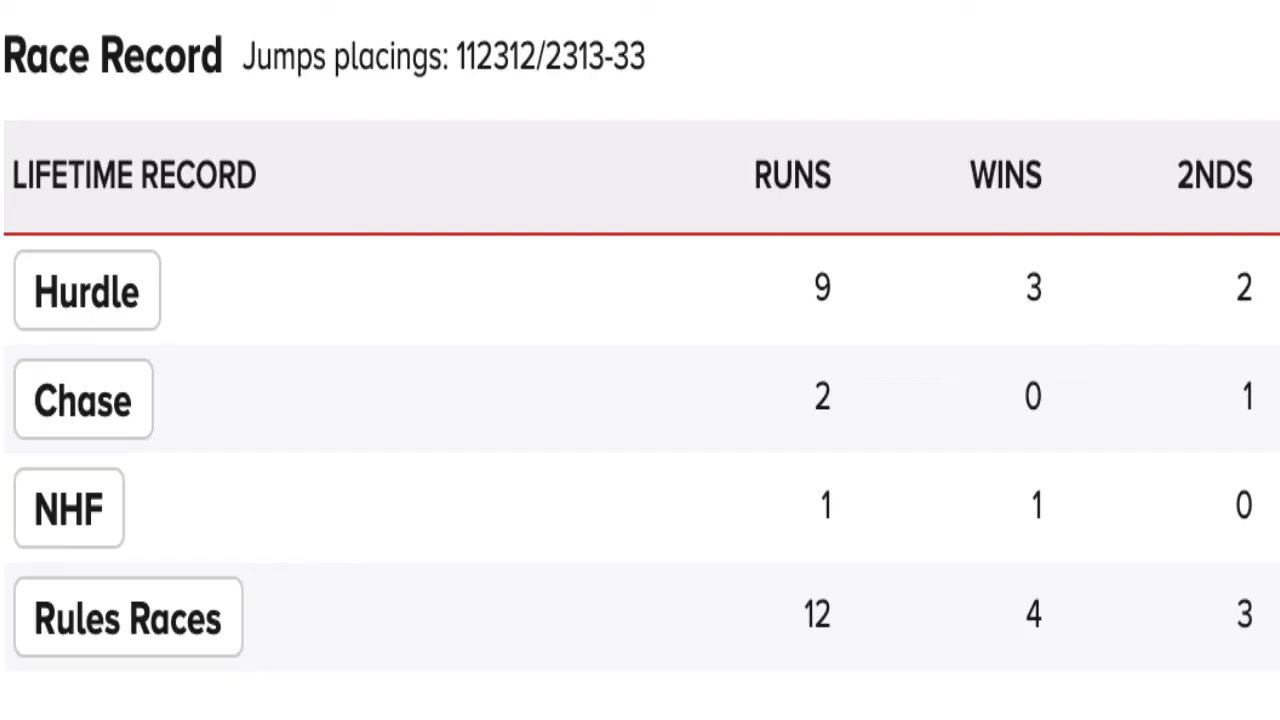 Race Record Jumps placings: 112312/2313-33
LIFETIME RECORD RUNS WINS 2NDS
Hurdle 9 3 2
Chase 2 0 1
NHF 1 1 0
Rules Races 12 4 3